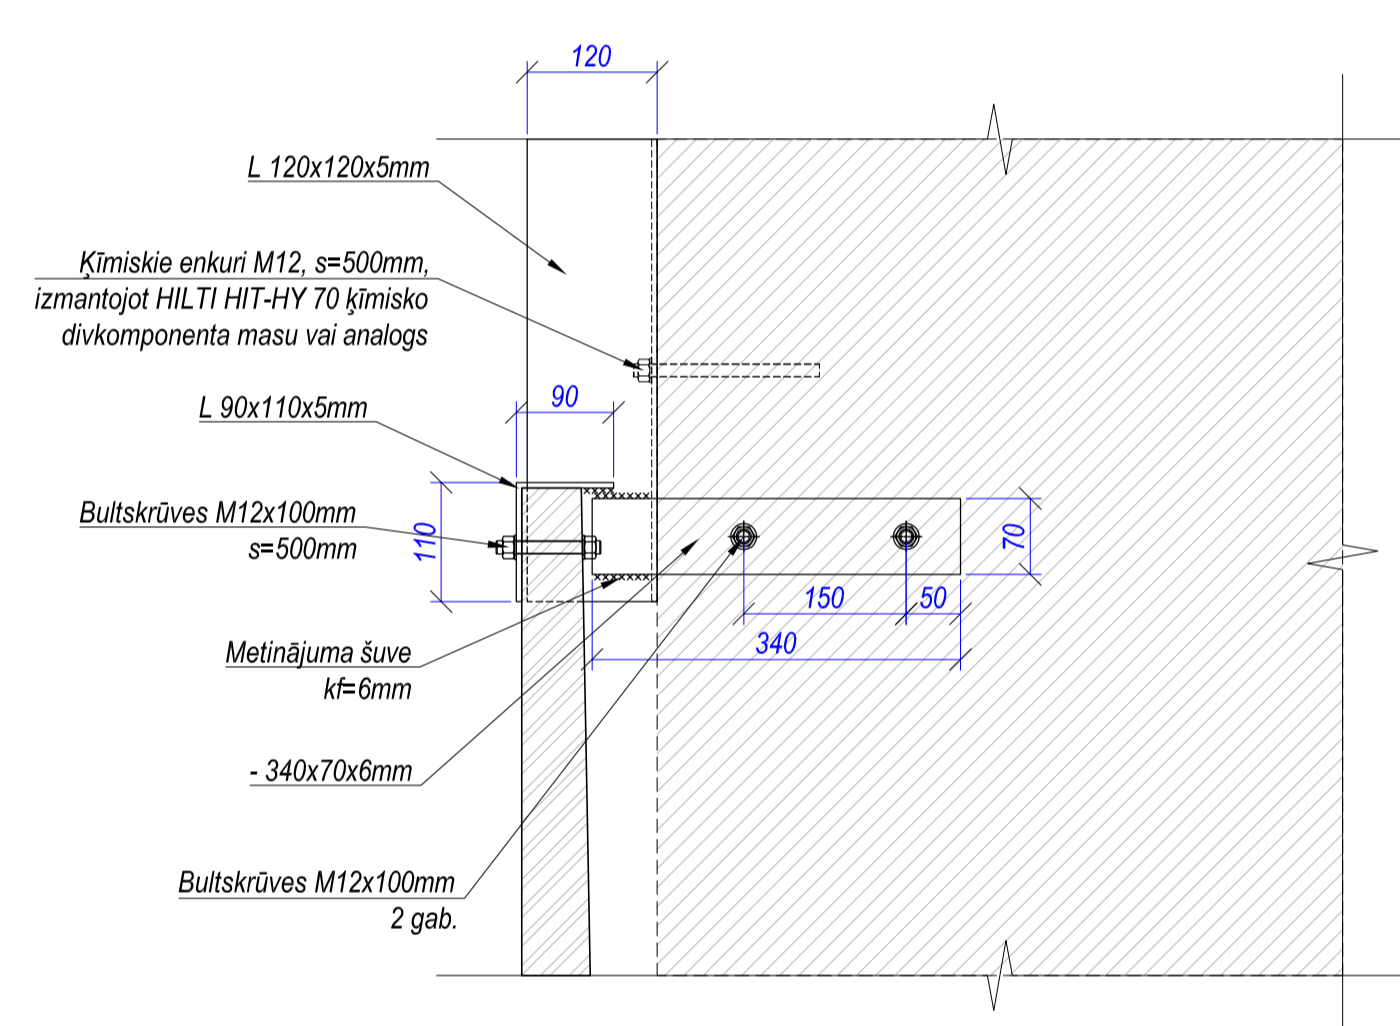 120
L 120x120x5mm
Ķīmiskie enkuri M12, s=500mm,
izmantojot HILTI HIT-HY 70 ķīmisko
divkomponenta masu vai analogs
90
L 90x110x5mm
Bultskrūves M12x100mm
s=500mm
110
70
150
50
340
Metinājuma šuve
kf=6mm
- 340x70x6mm
Bultskrūves M12x100mm
2 gab.